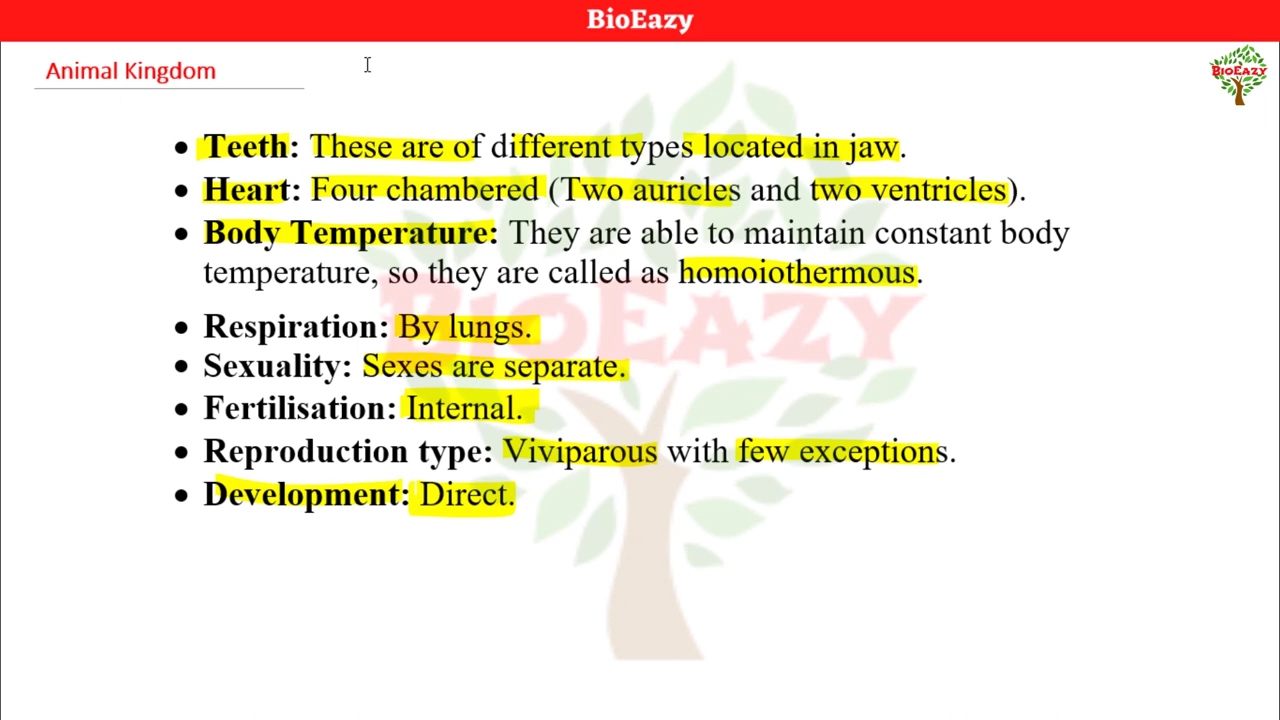 BioEazy
Animal Kingdom
BIOEAZY
• Teeth: These are of different types located in jaw.
• Heart: Four chambered (Two auricles and two ventricles).
• Body Temperature: They are able to maintain constant body
temperature, so they are called as homoiothermous.
BIOEAZY
• Respiration: By lungs.
• Sexuality: Sexes are separate.
• Fertilisation: Internal.
• Reproduction type: Viviparous with few exceptions.
• Development: Direct.